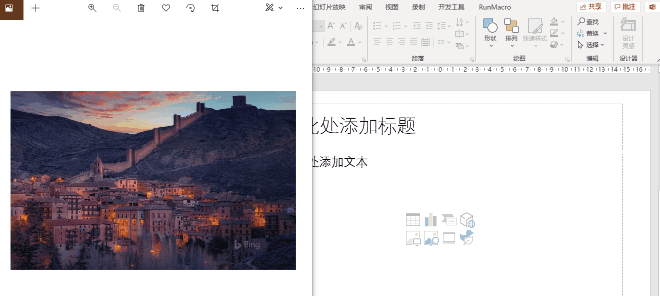 幻灯片放映 审阅 视图 录制 开发工具 RunMacro 共享 批注
查找
替换
选择
形状 排列 快速样式 设计灵感
段落 绘图 编辑 设计器
此处添加标题
处添加文本
Bing